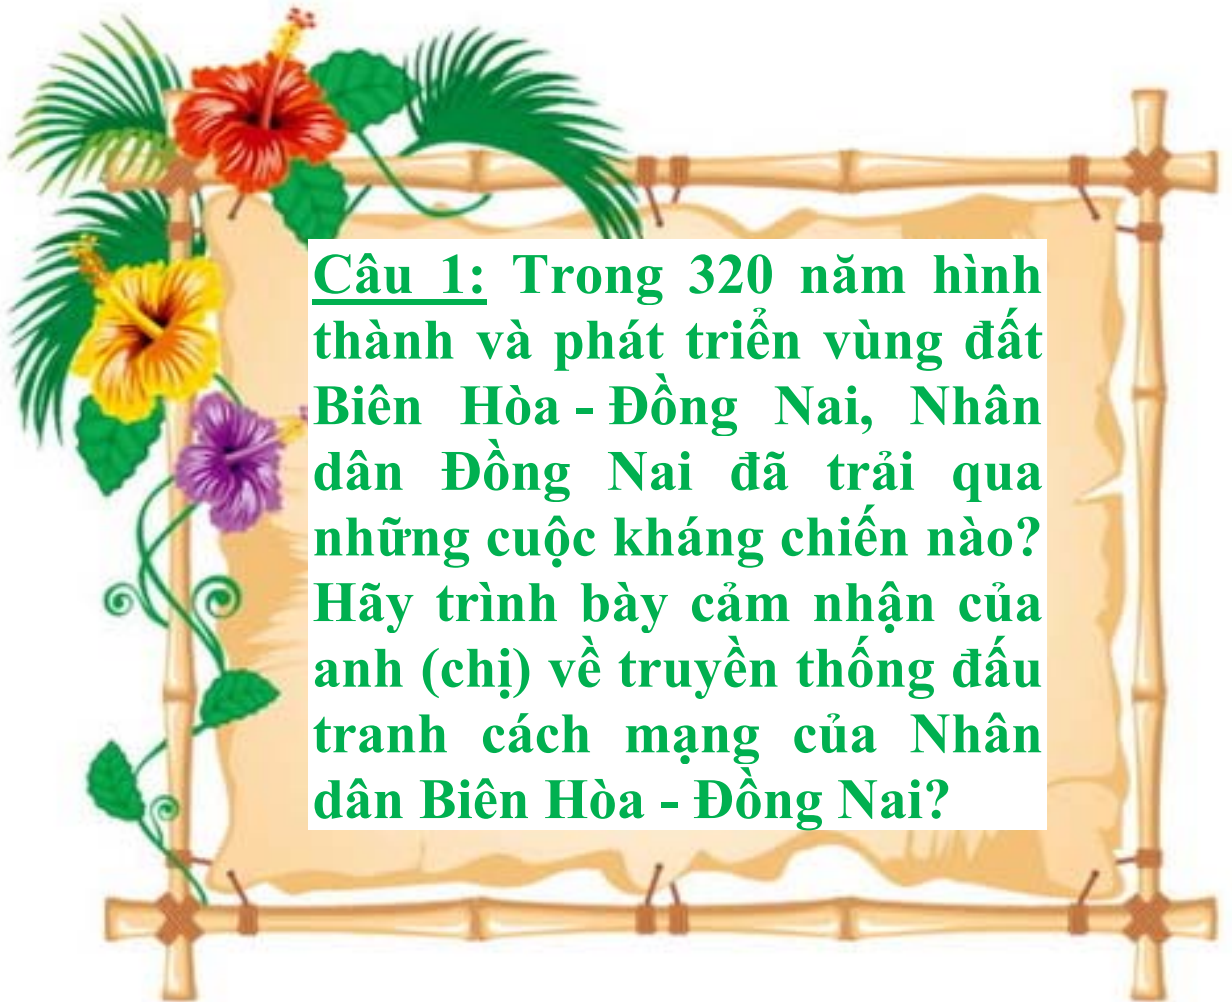 Câu 1: Trong 320 năm hình
thành và phát triển vùng đất
Biên Hòa - Đồng Nai, Nhân
dân Đồng Nai đã trải qua
những cuộc kháng chiến nào?
Hãy trình bày cảm nhận của
anh (chị) về truyền thống đấu
tranh cách mạng của Nhân
dân Biên Hòa - Đồng Nai?